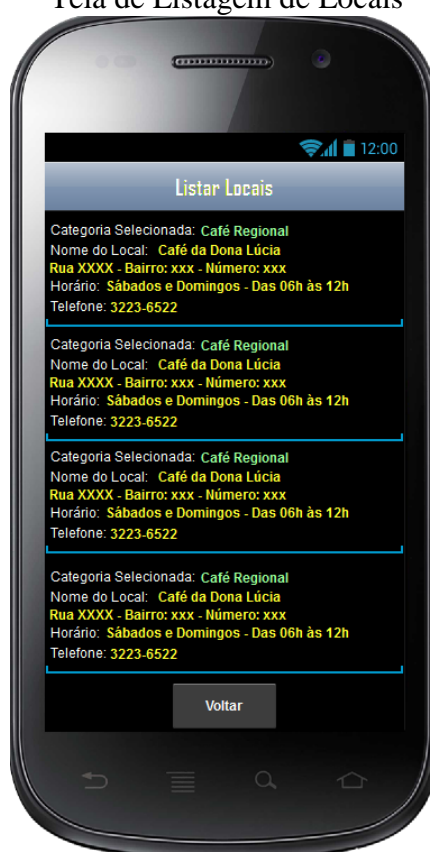 Tela de Listagem de Locais
12:00
Listar Locais
Categoria Selecionada: Café Regional
Nome do Local: Café da Dona Lúcia
Rua XXXX - Bairro: xxx - Número: xxx
Horário: Sábados e Domingos - Das 06h às 12h
Telefone: 3223-6522
Categoria Selecionada: Café Regional
Nome do Local: Café da Dona Lúcia
Rua XXXX - Bairro: xxx - Número: xxx
Horário: Sábados e Domingos - Das 06h às 12h
Telefone: 3223-6522
Categoria Selecionada: Café Regional
Nome do Local: Café da Dona Lúcia
Rua XXXX - Bairro: xxx - Número: xxx
Horário: Sábados e Domingos - Das 06h às 12h
Telefone: 3223-6522
Categoria Selecionada: Café Regional
Nome do Local: Café da Dona Lúcia
Rua XXXX - Bairro: xxx - Número: xxx
Horário: Sábados e Domingos - Das 06h às 12h
Telefone: 3223-6522
Voltar